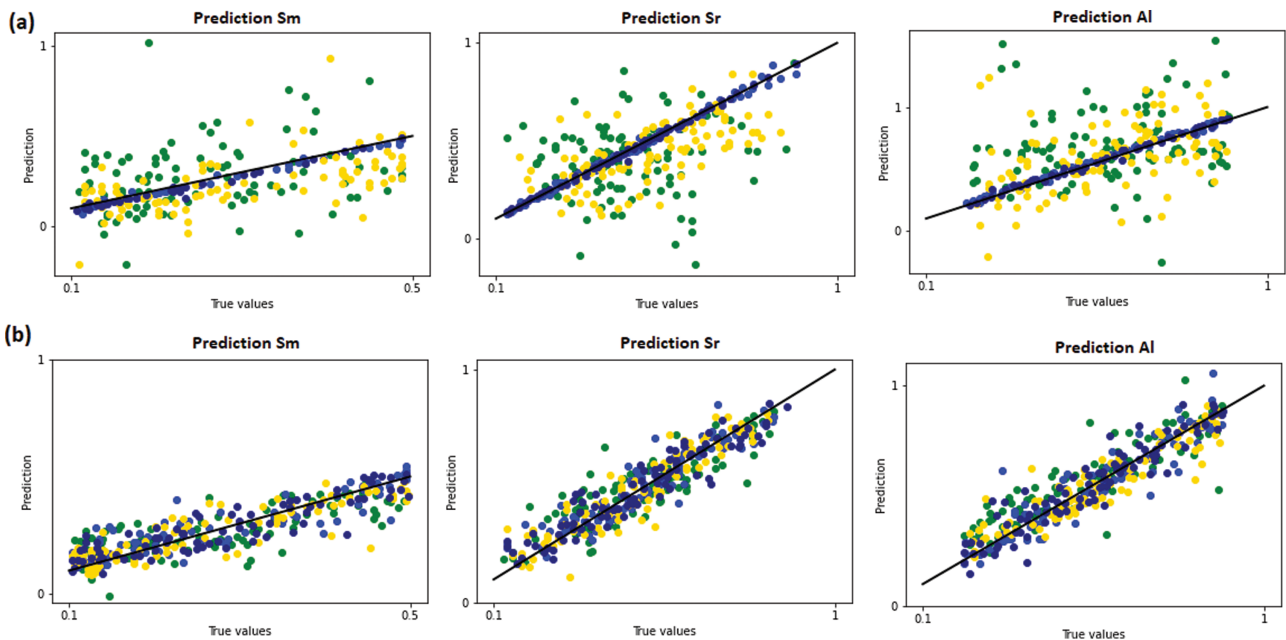 (a)
Prediction Sm
Prediction
1
0
0.1
0.5
True values
Prediction Sr
Prediction
1
0
0.1
1
True values
Prediction Al
Prediction
1
0
0.1
1
True values
(b)
Prediction Sm
Prediction
1
0
0.1
0.5
True values
Prediction Sr
Prediction
1
0
0.1
1
True values
Prediction Al
Prediction
1
0
0.1
1
True values